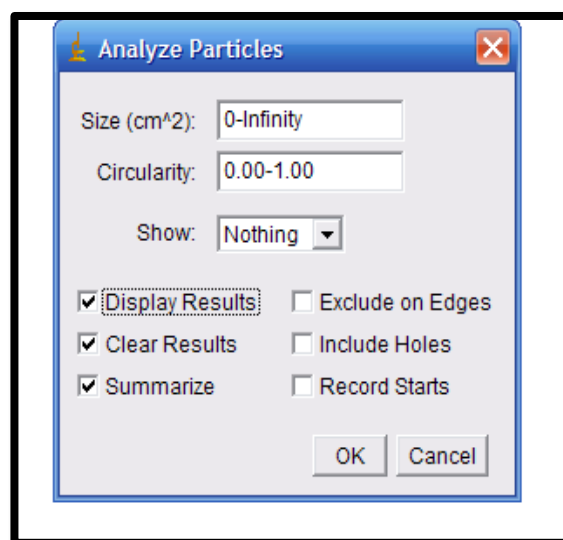 Analyze Particles
Size (cm^2): 0-Infinity
Circularity: 0.00-1.00
Show: Nothing
Display Results Exclude on Edges
Clear Results Include Holes
Summarize Record Starts
OK Cancel